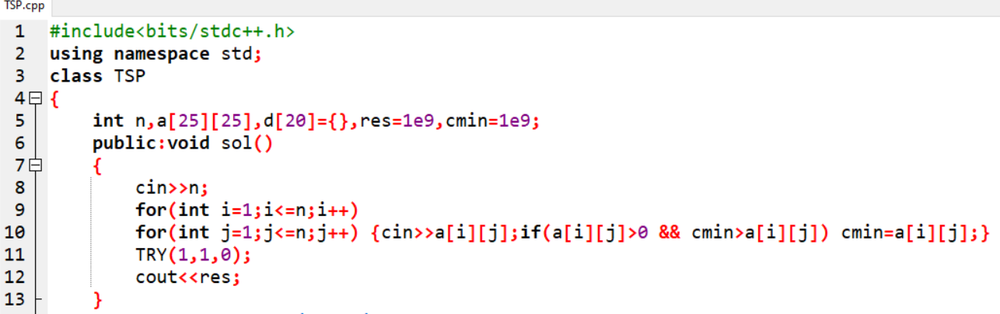 TSP.cpp
1 #include<bits/stdc++.h>
2 using namespace std;
3 class TSP
4 {
5 int n,a[25][25],d[20]={},res=1e9,cmin=1e9;
6 public:void sol()
7 {
8 cin>>n;
9 for(int i=1;i<=n;i++)
10 for(int j=1;j<=n;j++) {cin>>a[i][j];if(a[i][j]>0 && cmin>a[i][j]) cmin=a[i][j];}
11 TRY(1,1,0);
12 cout<<res;
13 }